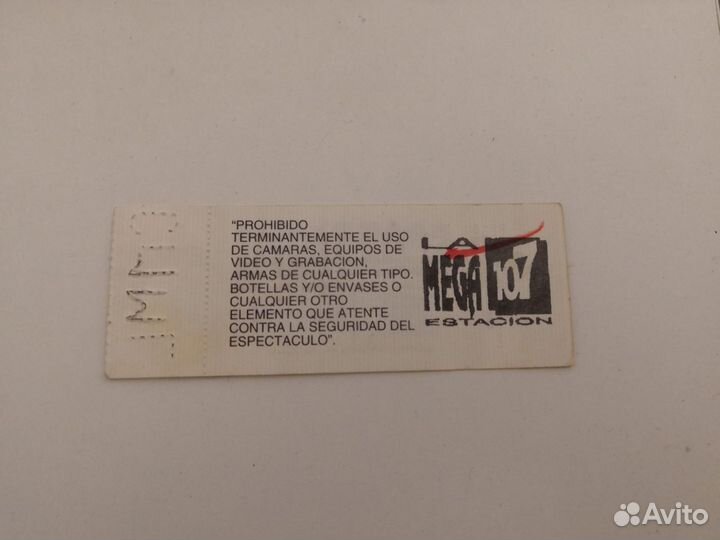 "PROHIBIDO
TERMINANTEMENTE EL USO
DE CAMARAS, EQUIPOS DE
VIDEO Y GRABACION,
ARMAS DE CUALQUIER TIPO.
BOTELLAS Y/O ENVASES O
CUALQUIER OTRO
ELEMENTO QUE ATENTE
CONTRA LA SEGURIDAD DEL
ESPECTACULO".
LA
MEGA 107
ESTACION
Avito